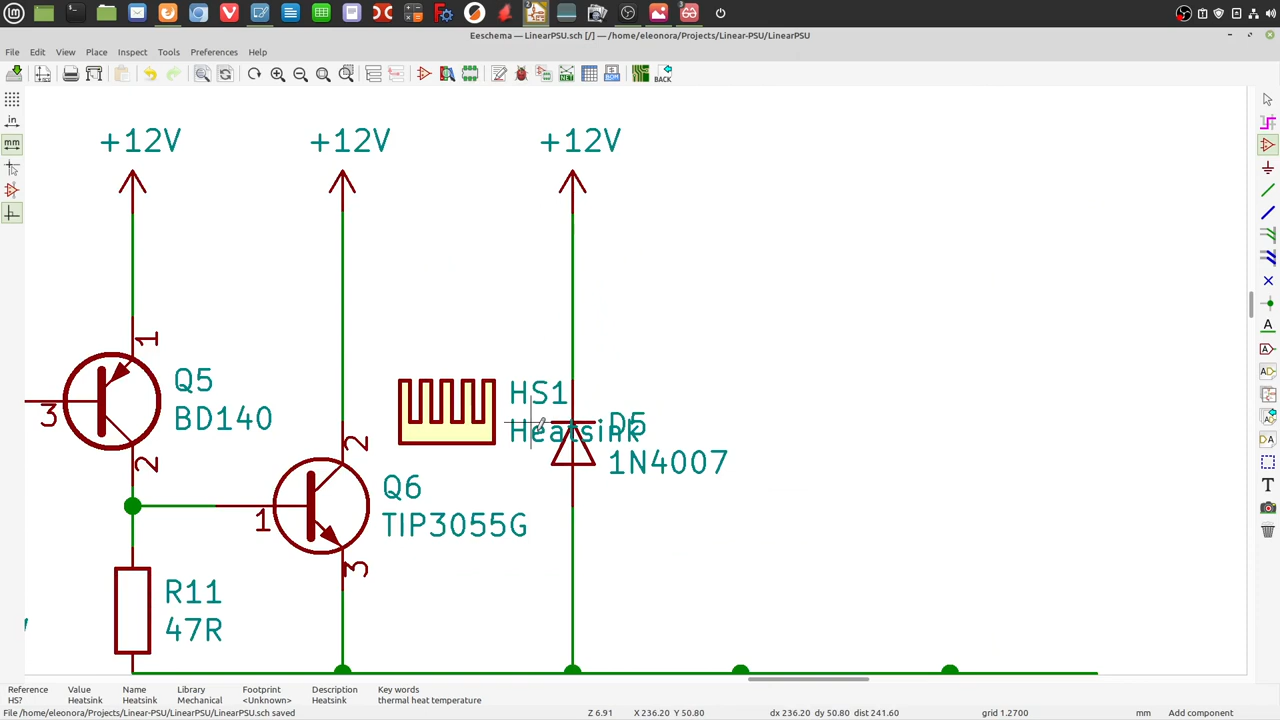 Eeschema — LinearPSU.sch [/] — /home/eleonora/Projects/Linear-PSU/LinearPSU
File Edit View Place Inspect Tools Preferences Help
BACK
in
mm
+12V +12V +12V
1
Q5
BD140
3
2
HS1
Heatsink
D5
1N4007
2
Q6
TIP3055G
1
3
R11
47R
Reference Value Name Library Footprint Description Key words
HS? Heatsink Heatsink Mechanical <Unknown> Heatsink thermal heat temperature
File /home/eleonora/Projects/Linear-PSU/LinearPSU/LinearPSU.sch saved Z 6.91 X 236.20 Y 50.80 dx 236.20 dy 50.80 dist 241.60 grid 1.2700 mm Add component